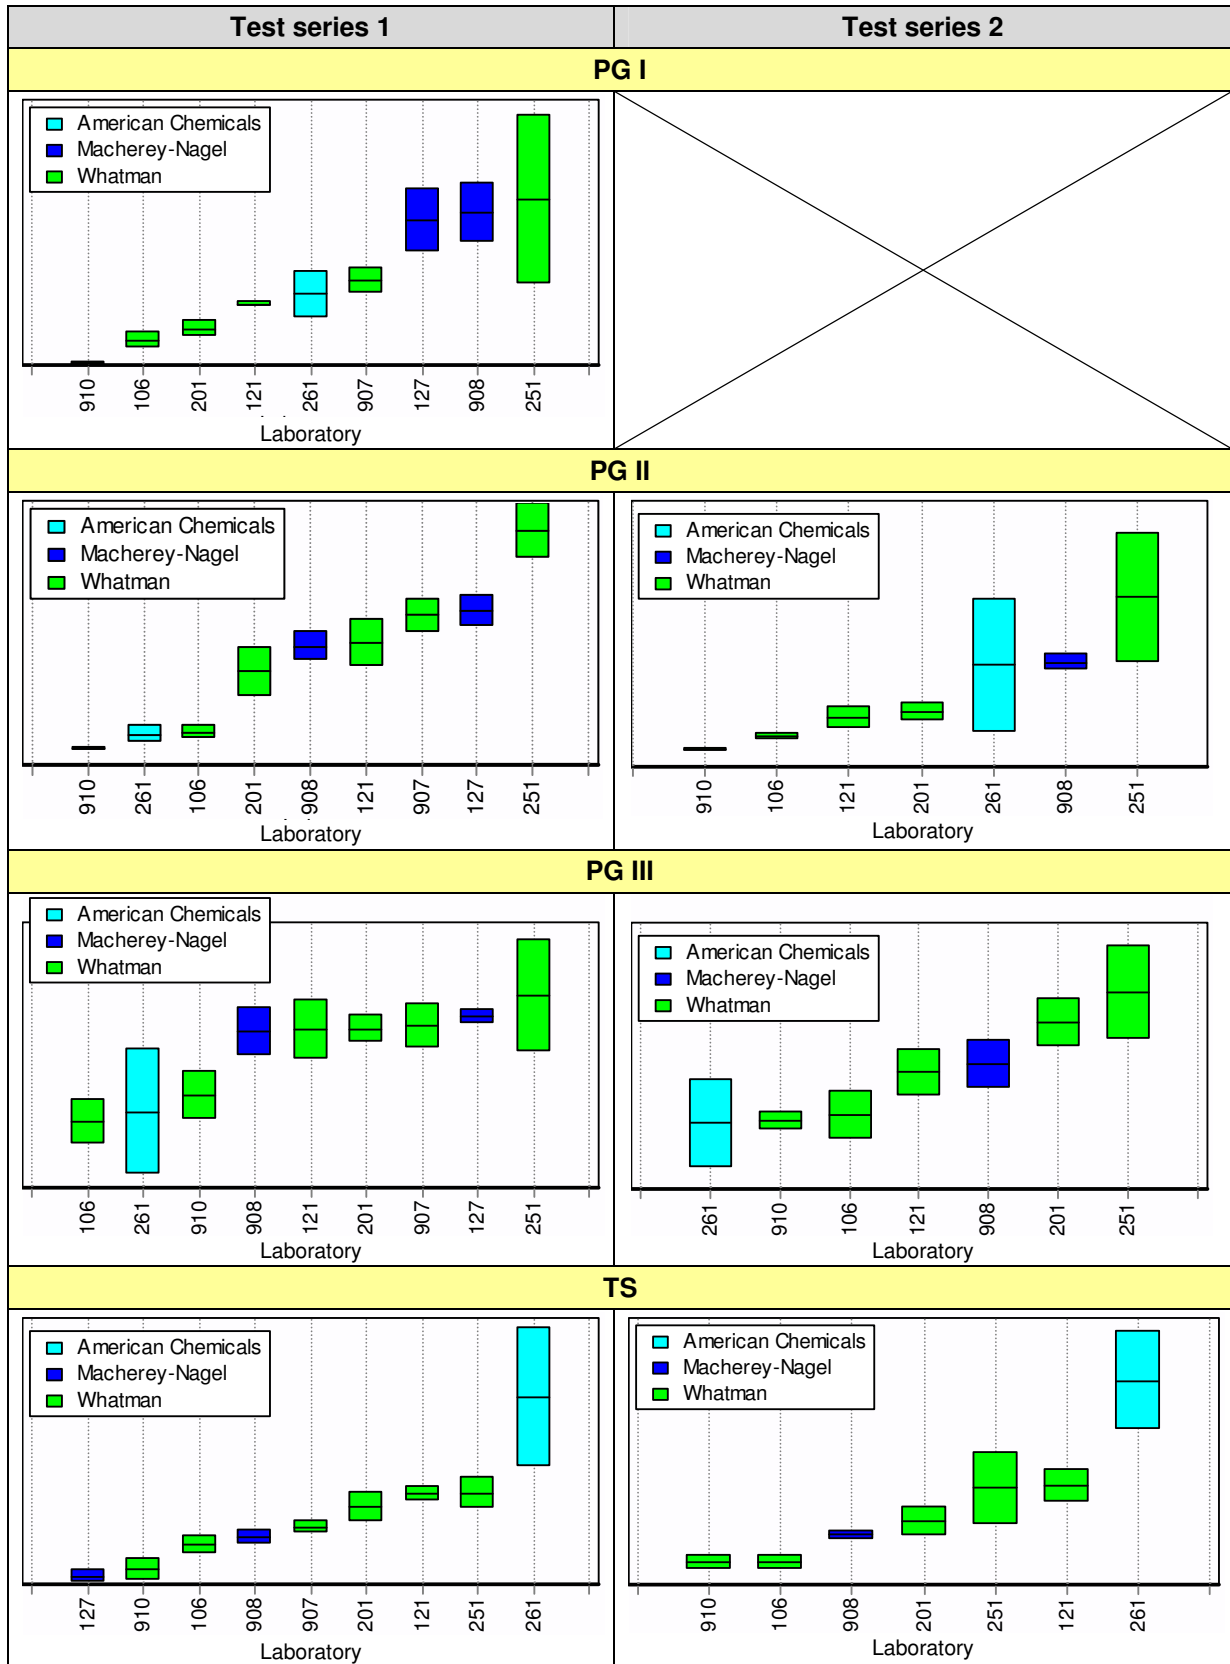 Test series 1 Test series 2
PG I
American Chemicals
Macherey-Nagel
Whatman
910 106 201 121 261 907 127 908 251
Laboratory
PG II
American Chemicals
Macherey-Nagel
Whatman
910 261 106 201 908 121 907 127 251
Laboratory
American Chemicals
Macherey-Nagel
Whatman
910 106 121 201 261 908 251
Laboratory
PG III
American Chemicals
Macherey-Nagel
Whatman
106 261 910 908 121 201 907 127 251
Laboratory
American Chemicals
Macherey-Nagel
Whatman
261 910 106 121 908 201 251
Laboratory
TS
American Chemicals
Macherey-Nagel
Whatman
127 910 106 908 907 201 121 251 261
Laboratory
American Chemicals
Macherey-Nagel
Whatman
910 106 908 201 251 121 261
Laboratory